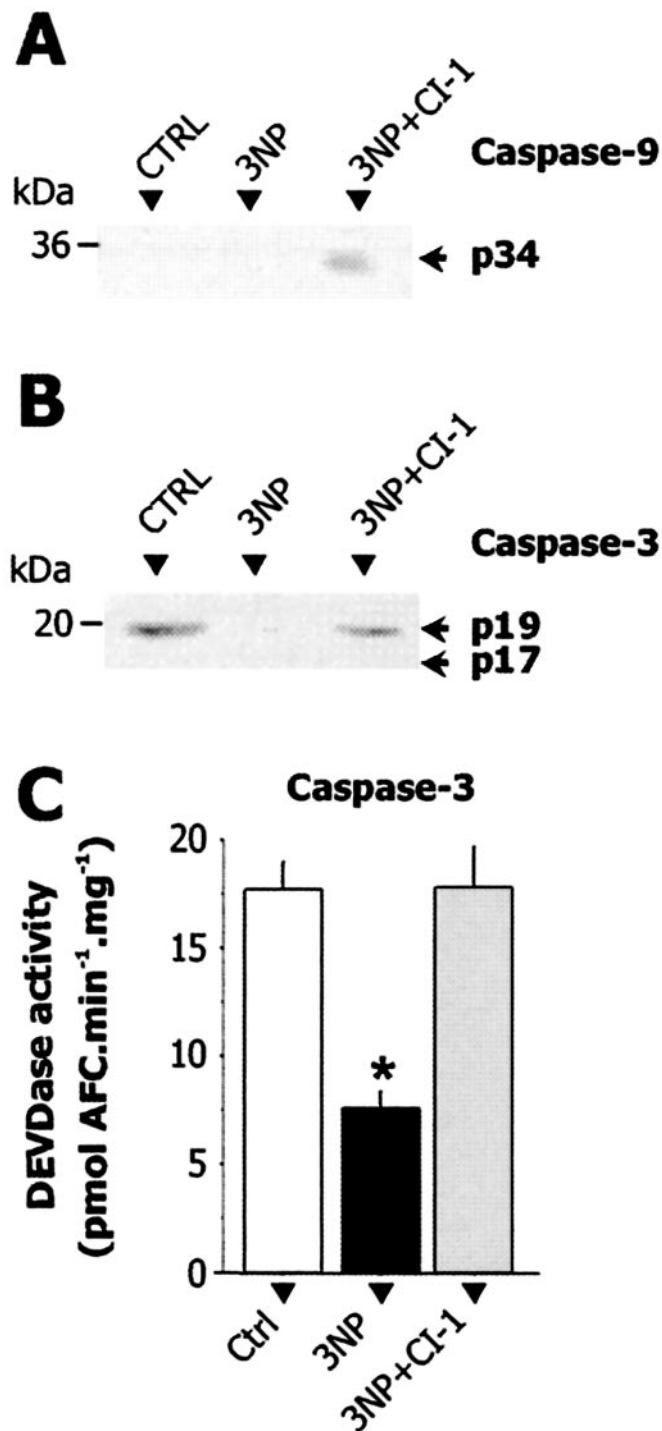 A
CTRL
3NP
3NP+CI-1
Caspase-9
kDa
36
p34
B
CTRL
3NP
3NP+CI-1
Caspase-3
kDa
20
p19
p17
C
Caspase-3
DEVDase activity
(pmol AFC.min⁻¹.mg⁻¹)
20
15
10
5
0
*
Ctrl
3NP
3NP+CI-1